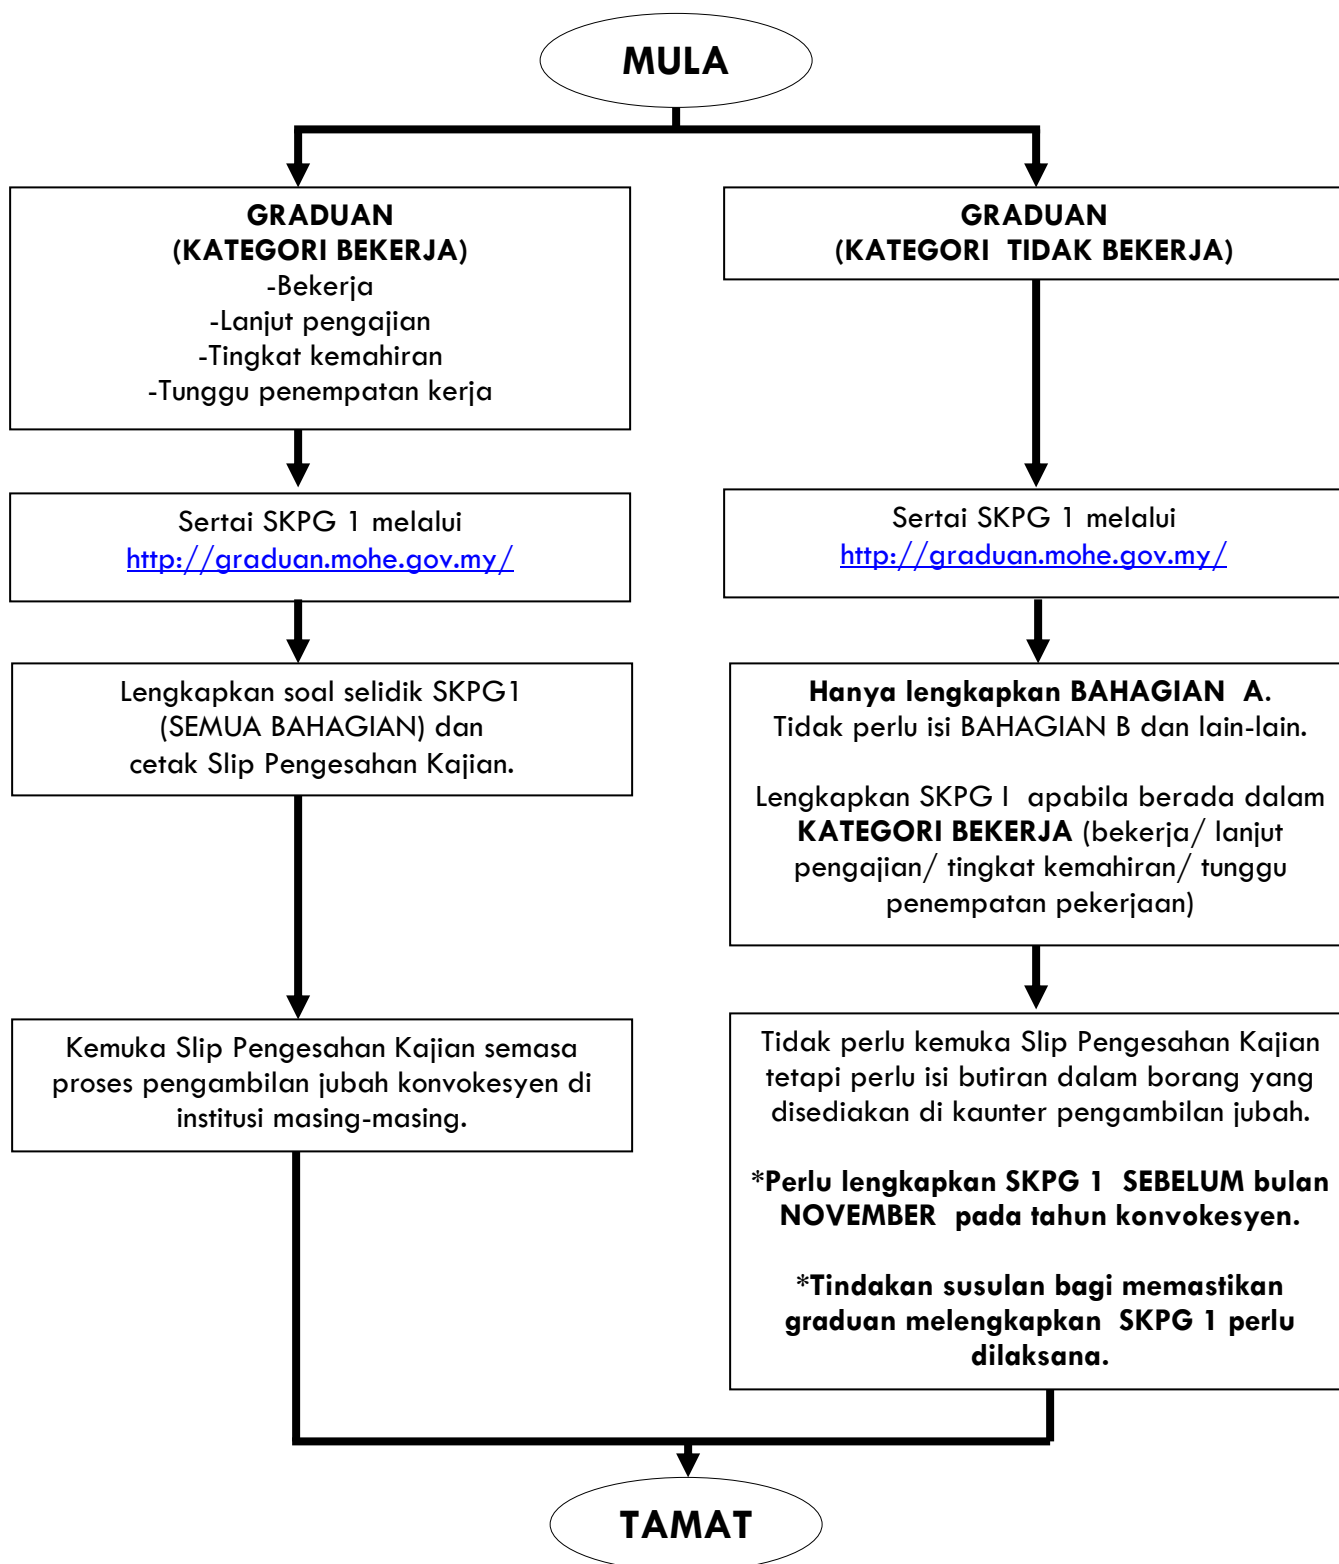 MULA
GRADUAN
(KATEGORI BEKERJA)
-Bekerja
-Lanjut pengajian
-Tingkat kemahiran
-Tunggu penempatan kerja
GRADUAN
(KATEGORI TIDAK BEKERJA)
Sertai SKPG 1 melalui
http://graduan.mohe.gov.my/
Sertai SKPG 1 melalui
http://graduan.mohe.gov.my/
Lengkapkan soal selidik SKPG1
(SEMUA BAHAGIAN) dan
cetak Slip Pengesahan Kajian.
Hanya lengkapkan BAHAGIAN A.
Tidak perlu isi BAHAGIAN B dan lain-lain.
Lengkapkan SKPG I apabila berada dalam
KATEGORI BEKERJA (bekerja/ lanjut
pengajian/ tingkat kemahiran/ tunggu
penempatan pekerjaan)
Kemuka Slip Pengesahan Kajian semasa
proses pengambilan jubah konvokesyen di
institusi masing-masing.
Tidak perlu kemuka Slip Pengesahan Kajian
tetapi perlu isi butiran dalam borang yang
disediakan di kaunter pengambilan jubah.
*Perlu lengkapkan SKPG 1 SEBELUM bulan
NOVEMBER pada tahun konvokesyen.
*Tindakan susulan bagi memastikan
graduan melengkapkan SKPG 1 perlu
dilaksana.
TAMAT